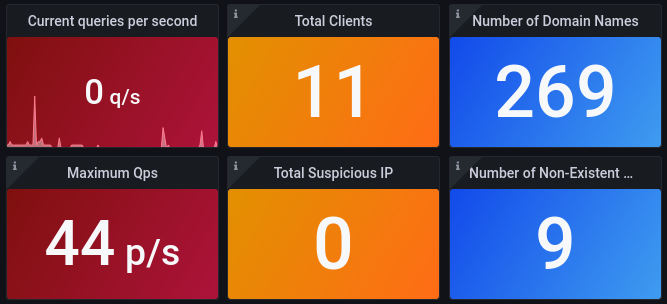 Current queries per second
0 q/s
Total Clients
11
Number of Domain Names
269
Maximum Qps
44 p/s
Total Suspicious IP
0
Number of Non-Existent ...
9